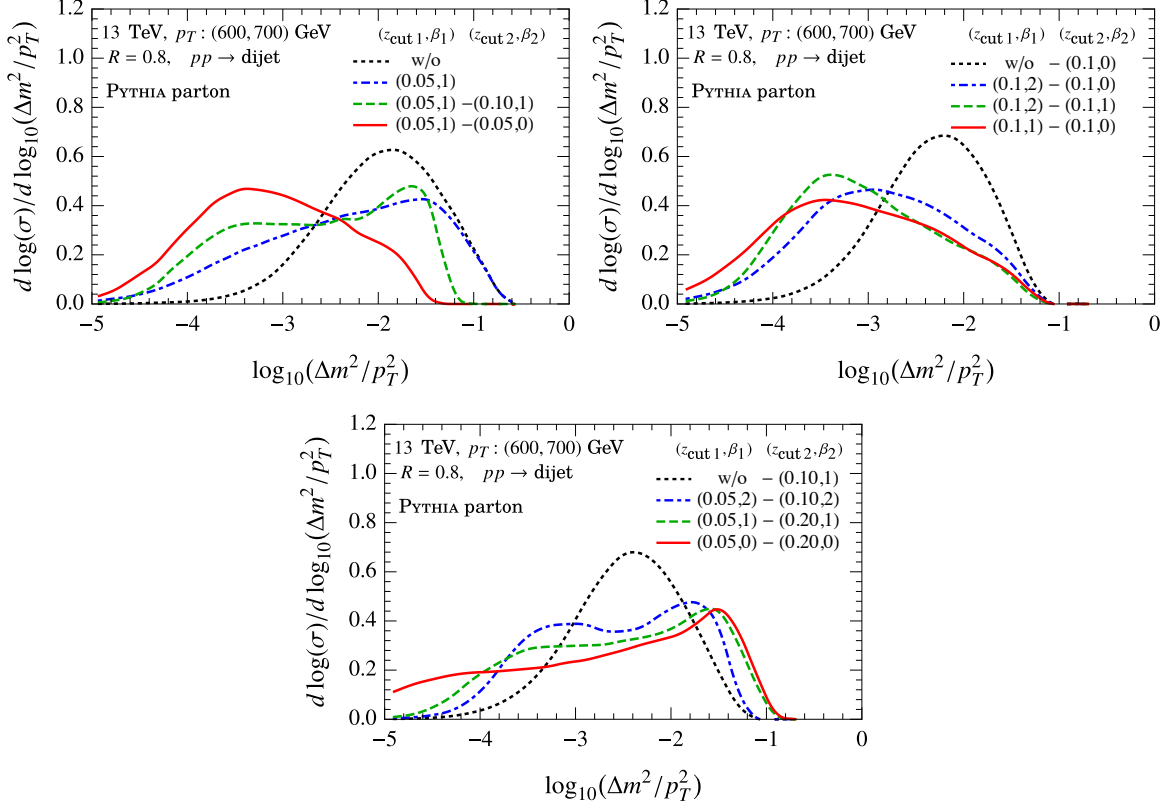 13 TeV, p_T : (600, 700) GeV
R = 0.8, pp → dijet
PYTHIA parton
(z_cut 1, β_1) (z_cut 2, β_2)
w/o
(0.05,1)
(0.05,1) −(0.10,1)
(0.05,1) −(0.05,0)
d log(σ)/d log_10(Δm^2/p_T^2)
1.2
1.0
0.8
0.6
0.4
0.2
0.0
−5 −4 −3 −2 −1 0
log_10(Δm^2/p_T^2)
13 TeV, p_T : (600, 700) GeV
R = 0.8, pp → dijet
PYTHIA parton
(z_cut 1, β_1) (z_cut 2, β_2)
w/o − (0.1,0)
(0.1,2) − (0.1,0)
(0.1,2) − (0.1,1)
(0.1,1) − (0.1,0)
d log(σ)/d log_10(Δm^2/p_T^2)
1.2
1.0
0.8
0.6
0.4
0.2
0.0
−5 −4 −3 −2 −1 0
log_10(Δm^2/p_T^2)
13 TeV, p_T : (600, 700) GeV
R = 0.8, pp → dijet
PYTHIA parton
(z_cut 1, β_1) (z_cut 2, β_2)
w/o − (0.10,1)
(0.05,2) − (0.10,2)
(0.05,1) − (0.20,1)
(0.05,0) − (0.20,0)
d log(σ)/d log_10(Δm^2/p_T^2)
1.2
1.0
0.8
0.6
0.4
0.2
0.0
−5 −4 −3 −2 −1 0
log_10(Δm^2/p_T^2)